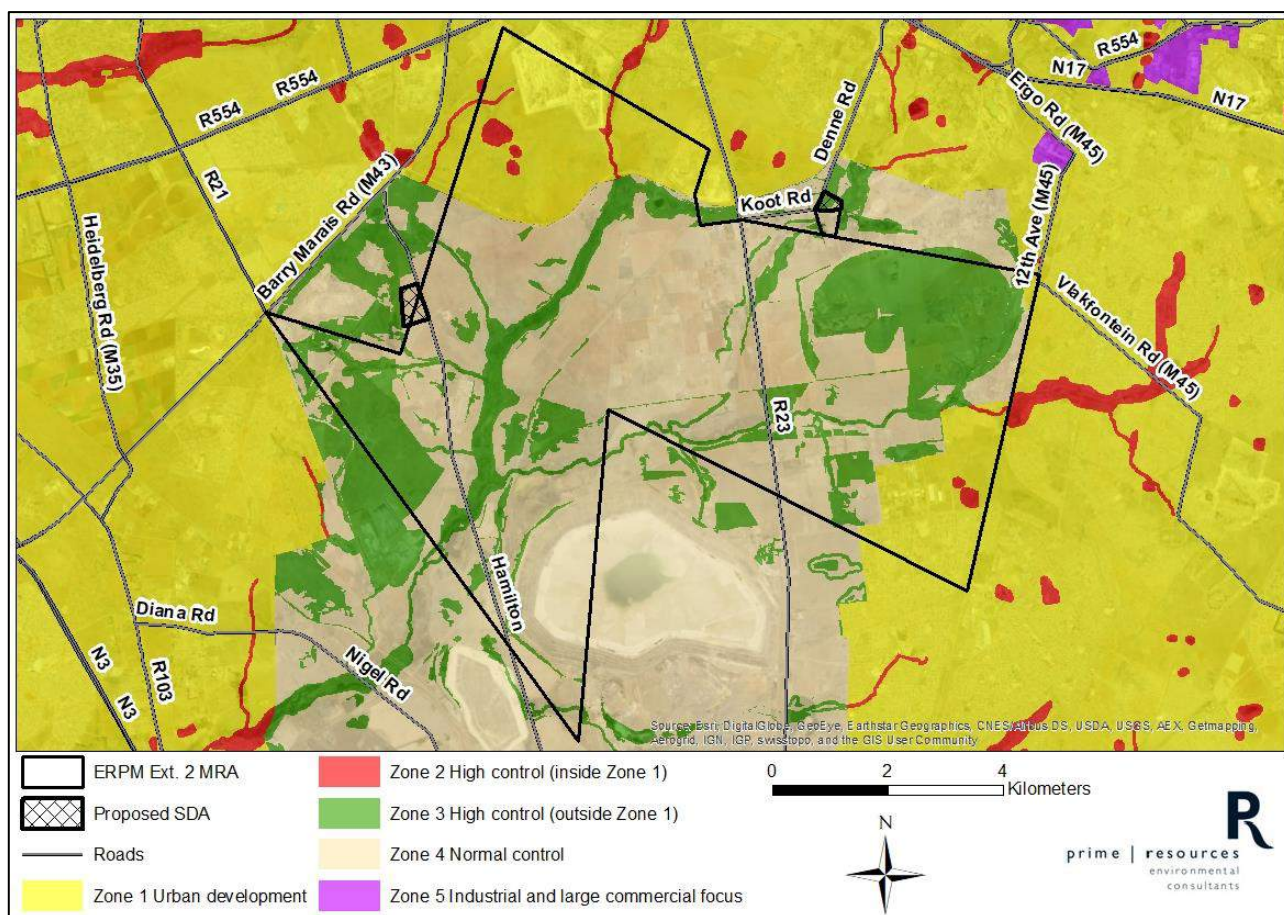 R554
N17
R554
R554
N17
Ergo Rd (M45)
R554
Denne Rd
R21
Barry Marais Rd (M43)
Koot Rd
12th Ave (M45)
Heidelberg Rd (M35)
Vlakfontein Rd (M45)
R23
Hamilton
Diana Rd
Nigel Rd
N3
N3
R103
Source: Esri, DigitalGlobe, GeoEye, Earthstar Geographics, CNES/Airbus DS, USDA, USGS, AEX, Getmapping,
Aerogrid, IGN, IGP, swisstopo, and the GIS User Community
ERPM Ext. 2 MRA
Proposed SDA
Roads
Zone 1 Urban development
Zone 2 High control (inside Zone 1)
Zone 3 High control (outside Zone 1)
Zone 4 Normal control
Zone 5 Industrial and large commercial focus
0 2 4
Kilometers
N
R
prime | resources
environmental
consultants